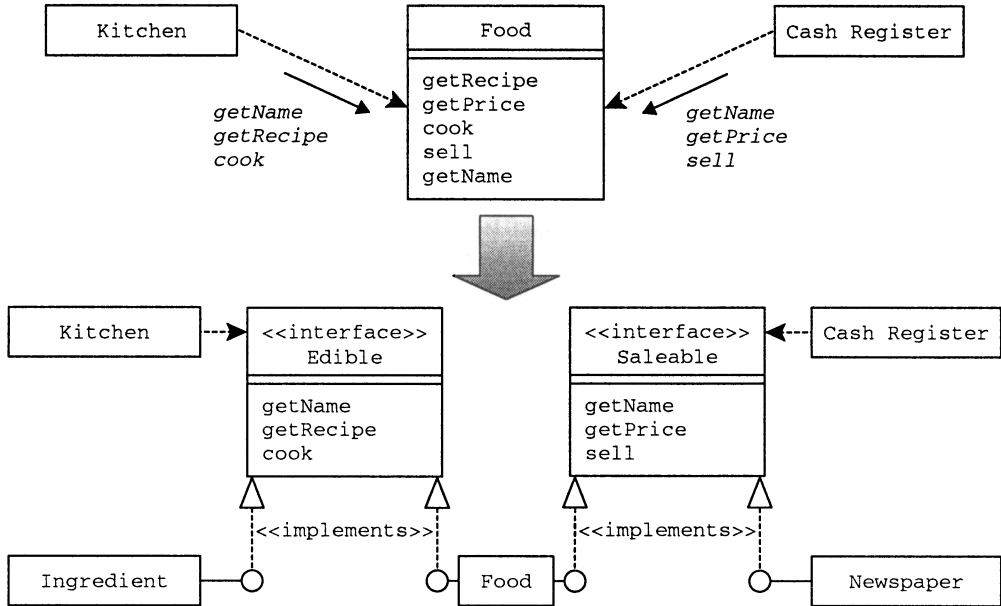 Kitchen
Food
Cash Register
getRecipe
getPrice
cook
sell
getName
getName
getRecipe
cook
getName
getPrice
sell
Kitchen
<<interface>>
Edible
getName
getRecipe
cook
<<interface>>
Saleable
getName
getPrice
sell
Cash Register
<<implements>>
<<implements>>
Ingredient
Food
Newspaper